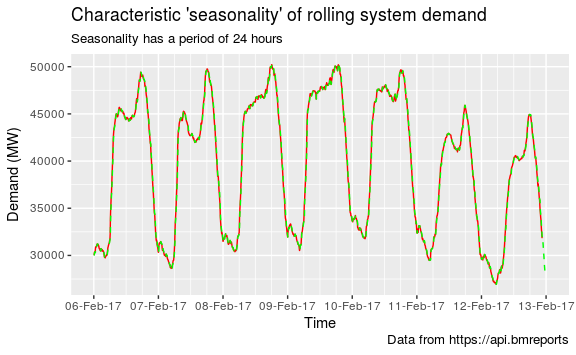 Characteristic 'seasonality' of rolling system demand
Seasonality has a period of 24 hours
50000
45000
40000
35000
30000
Demand (MW)
06-Feb-17 07-Feb-17 08-Feb-17 09-Feb-17 10-Feb-17 11-Feb-17 12-Feb-17 13-Feb-17
Time
Data from https://api.bmreports